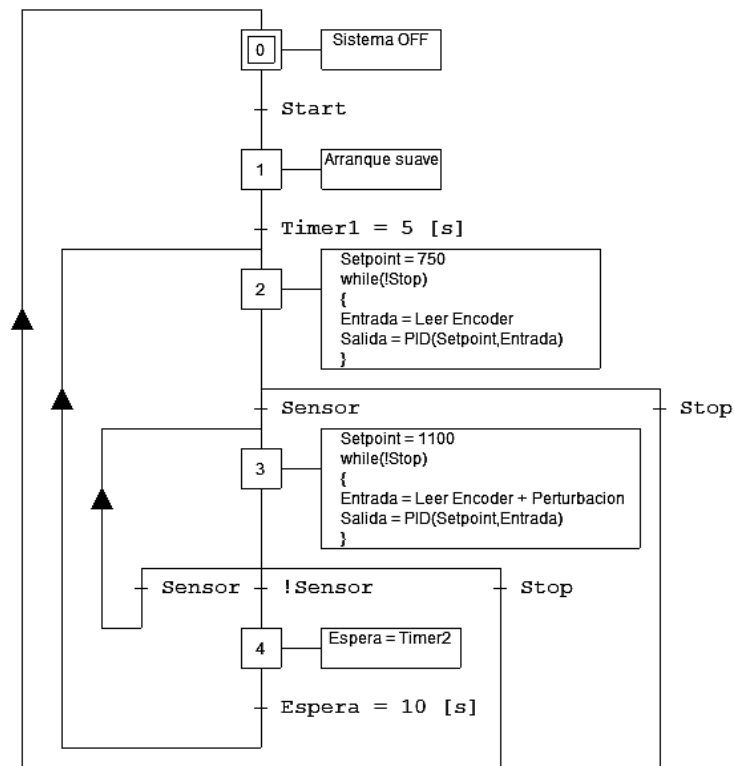 0
Sistema OFF
Start
1
Arranque suave
Timer1 = 5 [s]
2
Setpoint = 750
while(!Stop)
{
Entrada = Leer Encoder
Salida = PID(Setpoint,Entrada)
}
Sensor
Stop
3
Setpoint = 1100
while(!Stop)
{
Entrada = Leer Encoder + Perturbacion
Salida = PID(Setpoint,Entrada)
}
Sensor
!Sensor
Stop
4
Espera = Timer2
Espera = 10 [s]